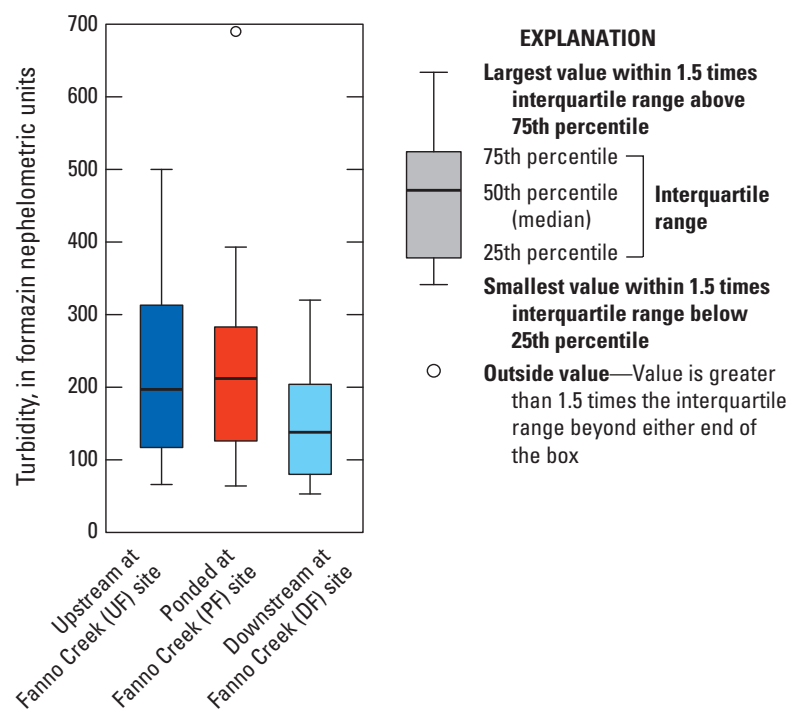 Turbidity, in formazin nephelometric units
700
600
500
400
300
200
100
0
Upstream at
Fanno Creek (UF) site
Ponded at
Fanno Creek (PF) site
Downstream at
Fanno Creek (DF) site
EXPLANATION
Largest value within 1.5 times
interquartile range above
75th percentile
75th percentile
50th percentile
(median)
25th percentile
Interquartile
range
Smallest value within 1.5 times
interquartile range below
25th percentile
Outside value—Value is greater
than 1.5 times the interquartile
range beyond either end of
the box